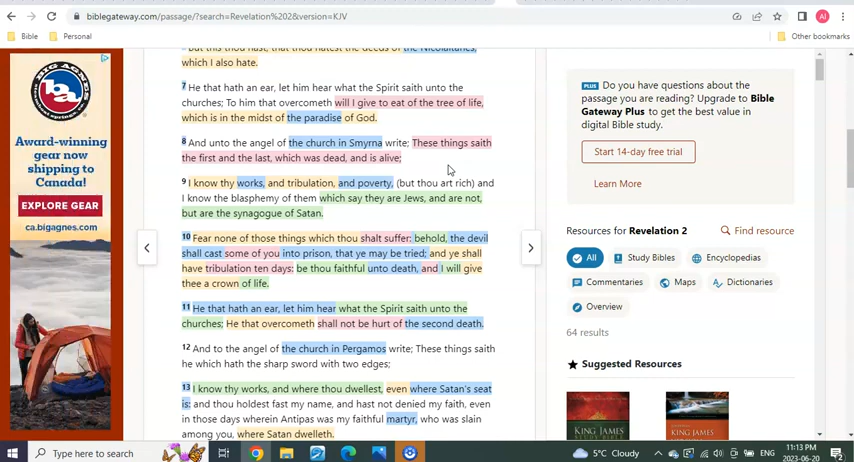 biblegateway.com/passage/?search=Revelation%202&version=KJV
AI
Bible
Personal
Other bookmarks
BIG AGNES
Award-winning
gear now
shipping to
Canada
EXPLORE GEAR
ca.bigagnes.com
But this thou hast, that thou hatest the deeds of the Nicolaitanes,
which I also hate.
7 He that hath an ear, let him hear what the Spirit saith unto the
churches; To him that overcometh will I give to eat of the tree of life,
which is in the midst of the paradise of God.
8 And unto the angel of the church in Smyrna write; These things saith
the first and the last, which was dead, and is alive;
9 I know thy works, and tribulation, and poverty, (but thou art rich) and
I know the blasphemy of them which say they are Jews, and are not,
but are the synagogue of Satan.
10 Fear none of those things which thou shalt suffer: behold, the devil
shall cast some of you into prison, that ye may be tried; and ye shall
have tribulation ten days: be thou faithful unto death, and I will give
thee a crown of life.
11 He that hath an ear, let him hear what the Spirit saith unto the
churches; He that overcometh shall not be hurt of the second death.
12 And to the angel of the church in Pergamos write; These things saith
he which hath the sharp sword with two edges;
13 I know thy works, and where thou dwellest, even where Satan's seat
is: and thou holdest fast my name, and hast not denied my faith, even
in those days wherein Antipas was my faithful martyr, who was slain
among you, where Satan dwelleth.
PLUS Do you have questions about the
passage you are reading? Upgrade to Bible
Gateway Plus to get the best value in
digital Bible study.
Start 14-day free trial
Learn More
Resources for Revelation 2
Find resource
All
Study Bibles
Encyclopedias
Commentaries
Maps
Dictionaries
Overview
64 results
Suggested Resources
KING JAMES
KING JAMES
Type here to search
5°C Cloudy
ENG
11:13 PM
2023-06-20
2